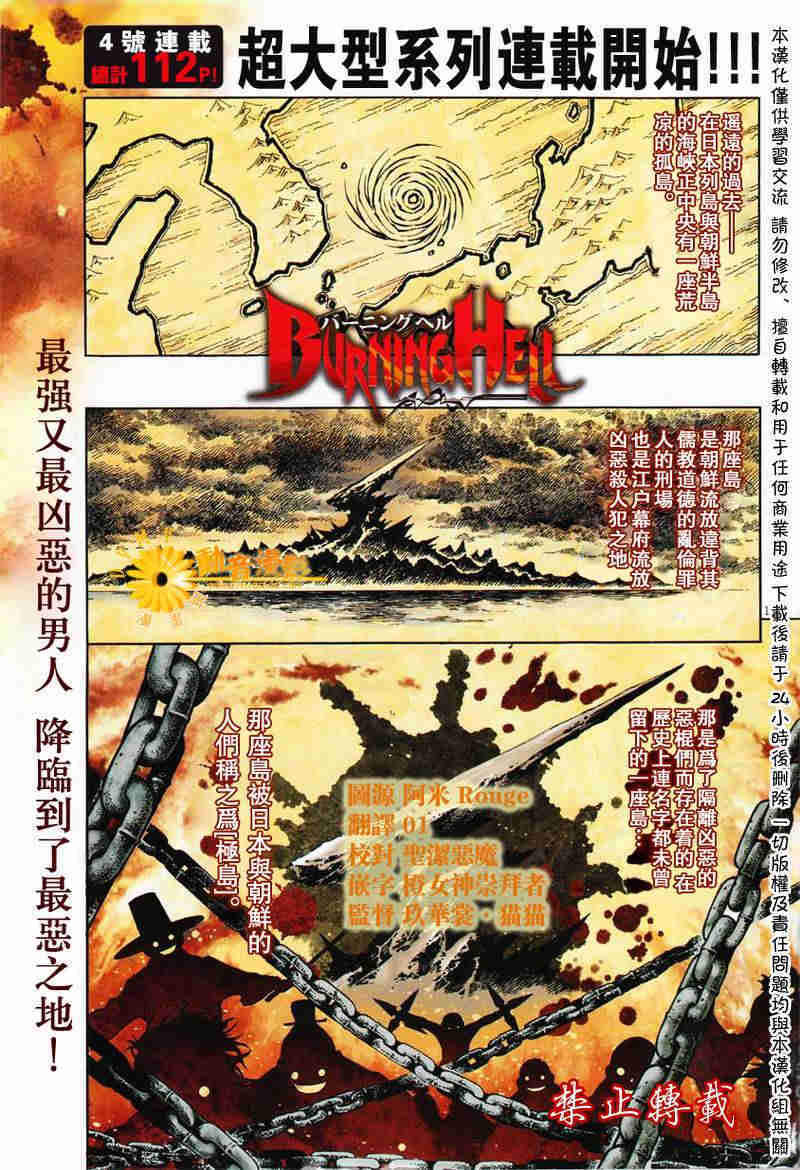 4號連載
總計112P!
超大型系列連載開始!!!
本漢化僅供學習交流 請勿修改、擅自轉載和用于任何商業用途 下載後請于24小時後刪除 一切版權及責任問題均與本漢化組無關
遥遠的過去——
在日本列島與朝鮮半島
的海峽正中央有一座荒
凉的孤島。
バーニングヘル
BURNING HELL
那座島
是朝鮮流放違背其
儒教道德的亂倫罪
人的刑場
也是江户幕府流放
凶惡殺人犯之地
最强又最凶惡的男人 降臨到了最惡之地！
那是爲了隔離凶惡的
惡棍們而存在着的 在
歷史上連名字都未曾
留下的一座島…
那座島被日本與朝鮮的
人們稱之爲『極島』。
圖源 阿米 Rouge
翻譯 01
校對 聖潔惡魔
嵌字 橙女神崇拜者
監督 玖華裳·猫猫
禁止轉載